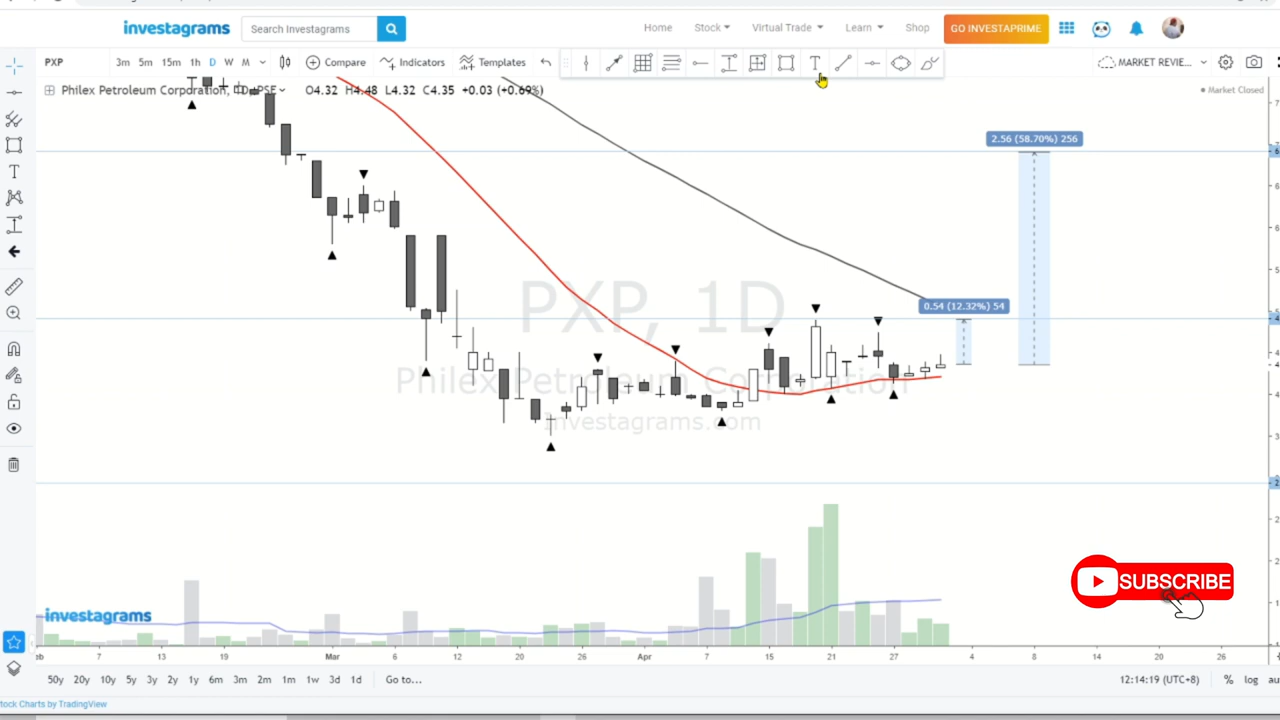 investagrams
Search Investagrams
Home
Stock
Virtual Trade
Learn
Shop
GO INVESTAPRIME
PXP
3m
5m
15m
1h
D
W
M
Compare
Indicators
Templates
MARKET REVIE...
Philex Petroleum Corporation,
O4.32 H4.48 L4.32 C4.35 +0.03 (+0.69%)
Market Closed
2.56 (58.70%) 256
PXP, 1D
0.54 (12.32%) 54
Philex Petroleum Corporation
Investagrams.com
SUBSCRIBE
investagrams
7
13
19
Mar
6
12
20
26
Apr
7
15
21
27
4
8
14
20
26
50y
20y
10y
5y
3y
2y
1y
6m
3m
2m
1m
1w
3d
1d
Go to...
12:14:19 (UTC+8)
%
log
au
tock Charts by TradingView